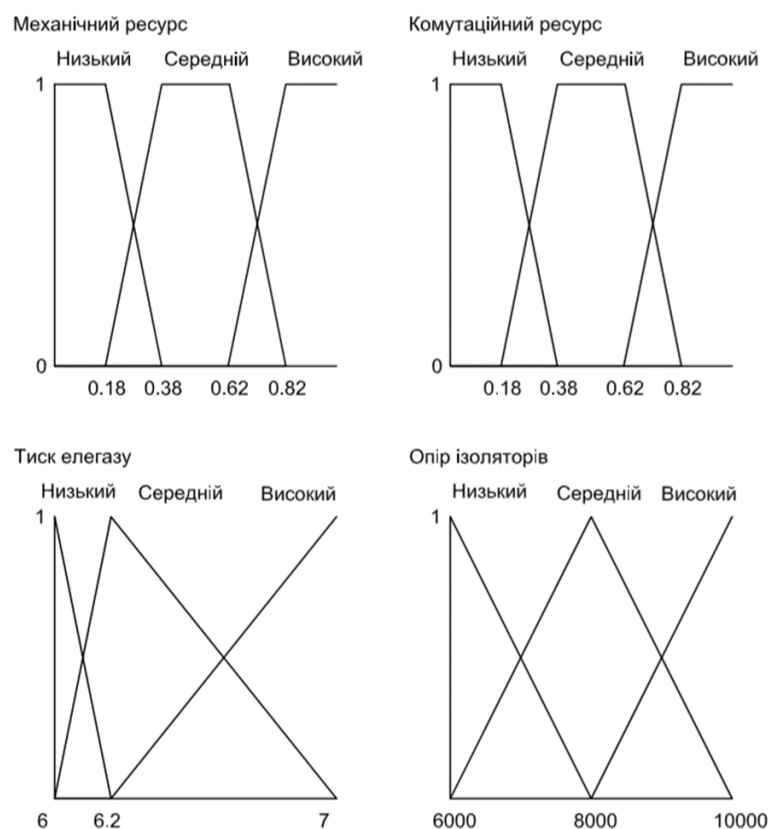 Механічний ресурс
Низький Середній Високий
1
0
0.18 0.38 0.62 0.82
Комутаційний ресурс
Низький Середній Високий
1
0
0.18 0.38 0.62 0.82
Тиск елегазу
Низький Середній Високий
1
6 6.2 7
Опір ізоляторів
Низький Середній Високий
1
6000 8000 10000